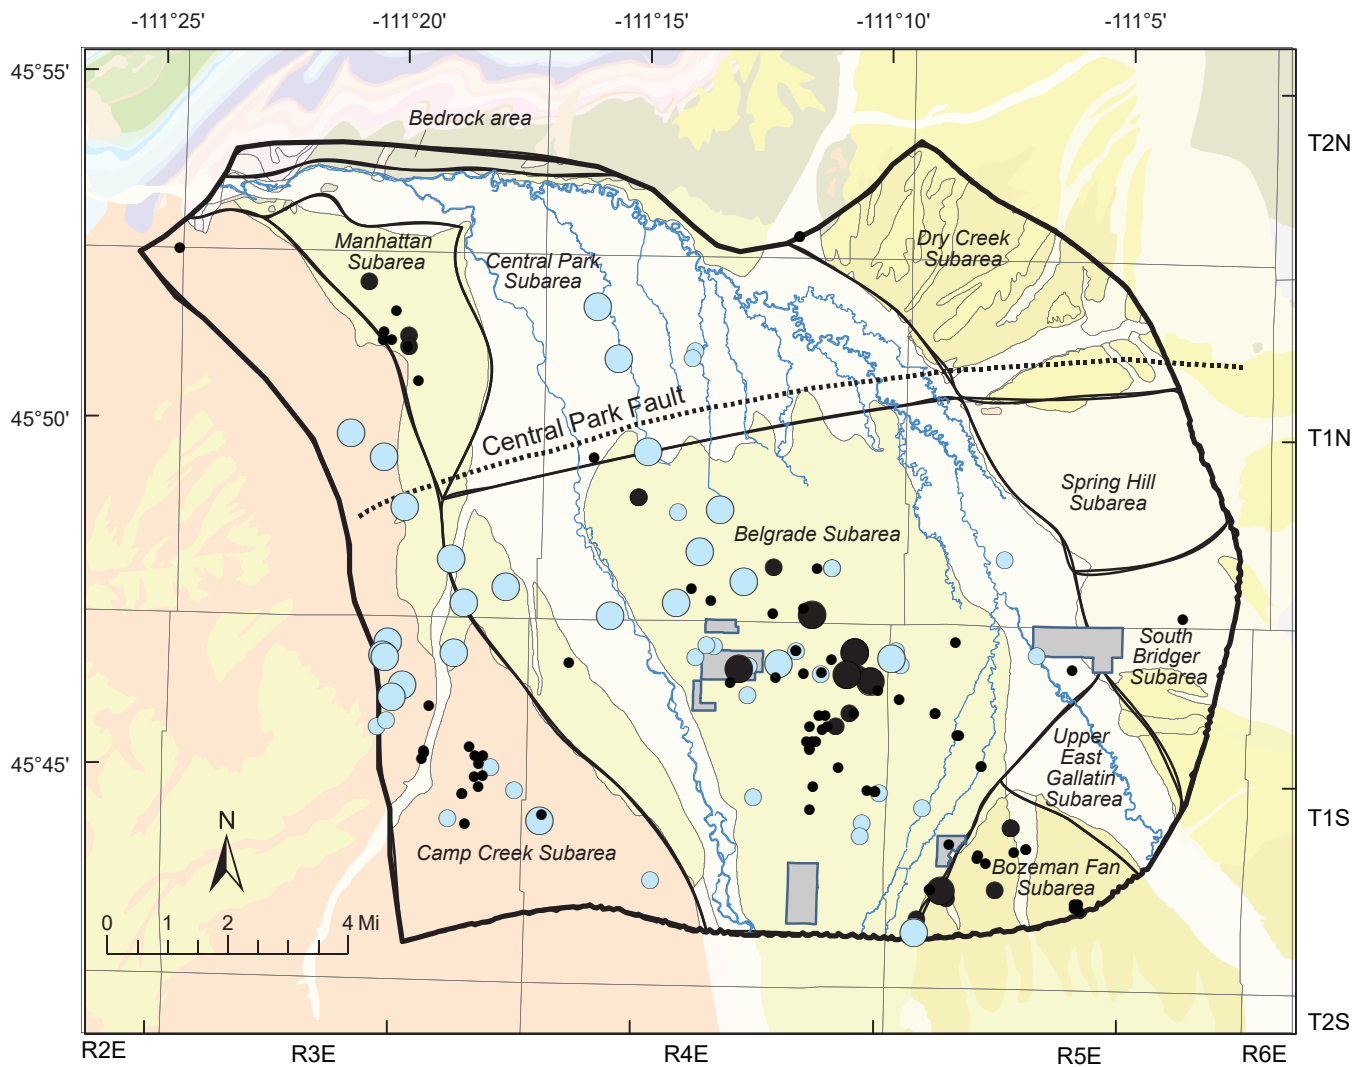 -111°25' -111°20' -111°15' -111°10' -111°5'
45°55'
Bedrock area
T2N
Manhattan
Subarea
Central Park
Subarea
Dry Creek
Subarea
45°50'
Central Park Fault
T1N
Spring Hill
Subarea
Belgrade Subarea
South
Bridger
Subarea
45°45'
Upper
East
Gallatin
Subarea
N
T1S
Camp Creek Subarea
Bozeman Fan
Subarea
0 1 2 4 Mi
T2S
R2E R3E R4E R5E R6E